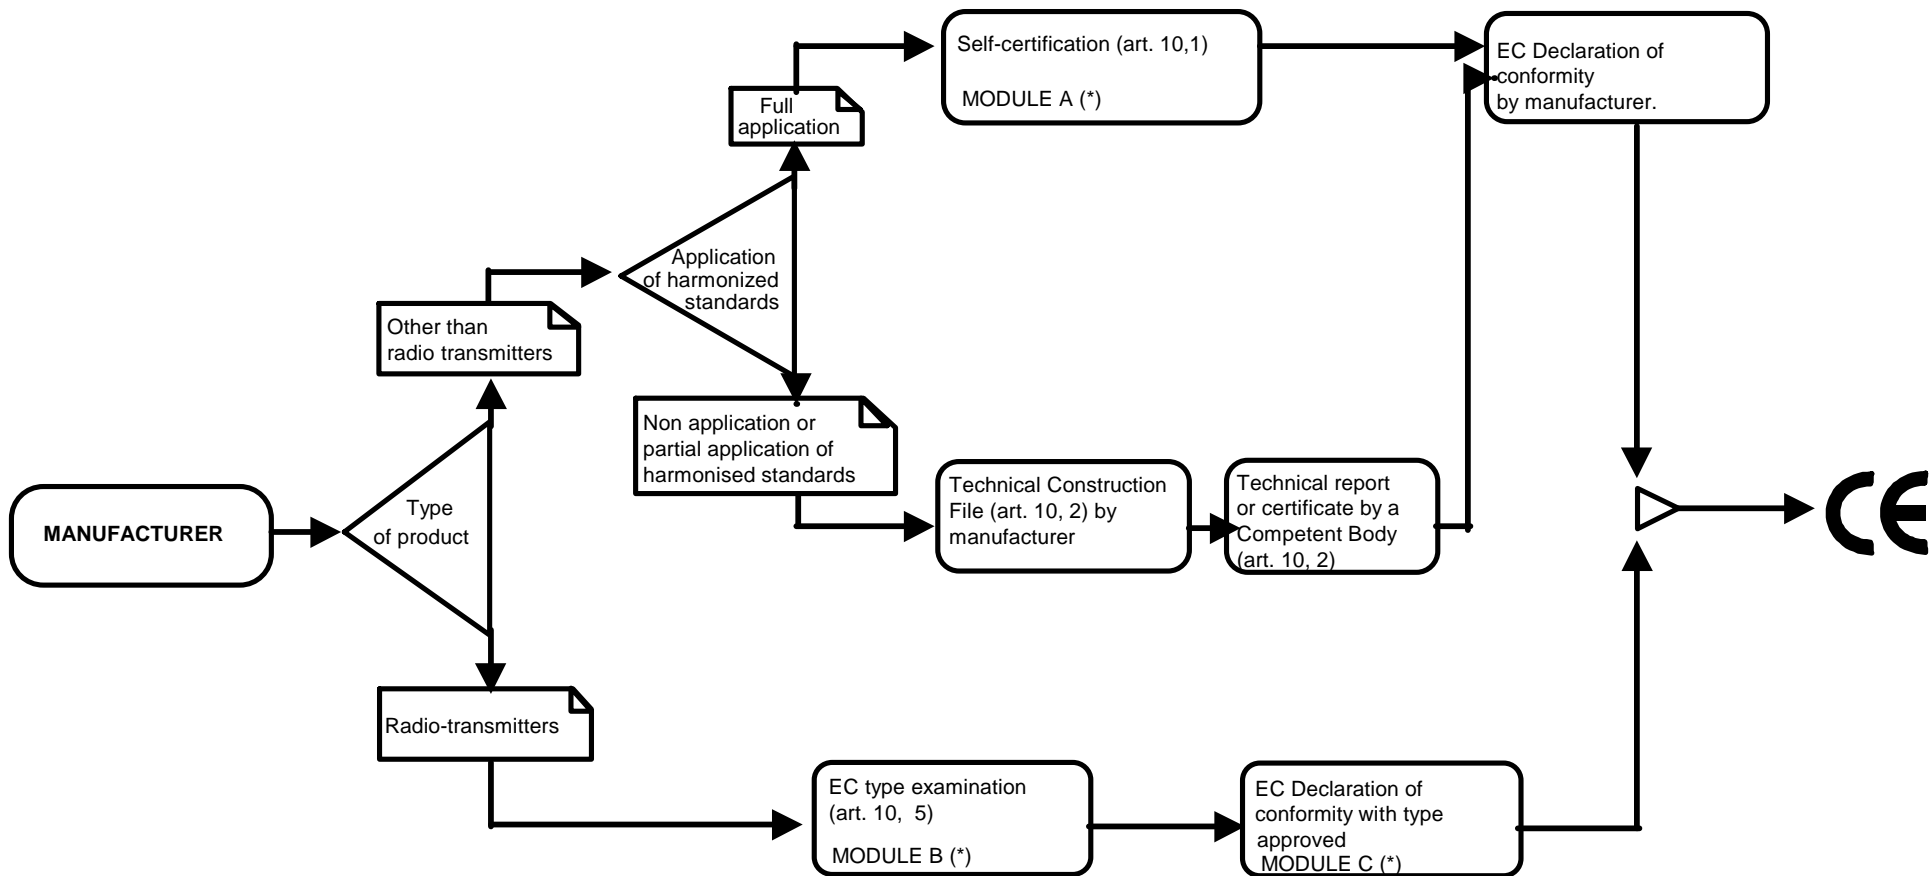 Self-certification (art. 10,1)
MODULE A (*)
EC Declaration of
conformity
by manufacturer.
Full
application
Application
of harmonized
standards
Other than
radio transmitters
Non application or
partial application of
harmonised standards
Technical Construction
File (art. 10, 2) by
manufacturer
Technical report
or certificate by a
Competent Body
(art. 10, 2)
MANUFACTURER
Type
of product
CE
Radio-transmitters
EC type examination
(art. 10, 5)
MODULE B (*)
EC Declaration of
conformity with type
approved
MODULE C (*)